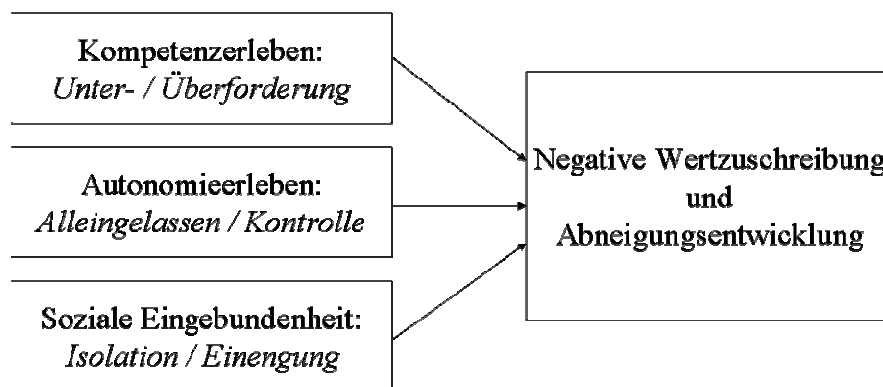 Kompetenzerleben:
Unter- / Überforderung
Autonomieerleben:
Alleingelassen / Kontrolle
Soziale Eingebundenheit:
Isolation / Einengung
Negative Wertzuschreibung
und
Abneigungsentwicklung